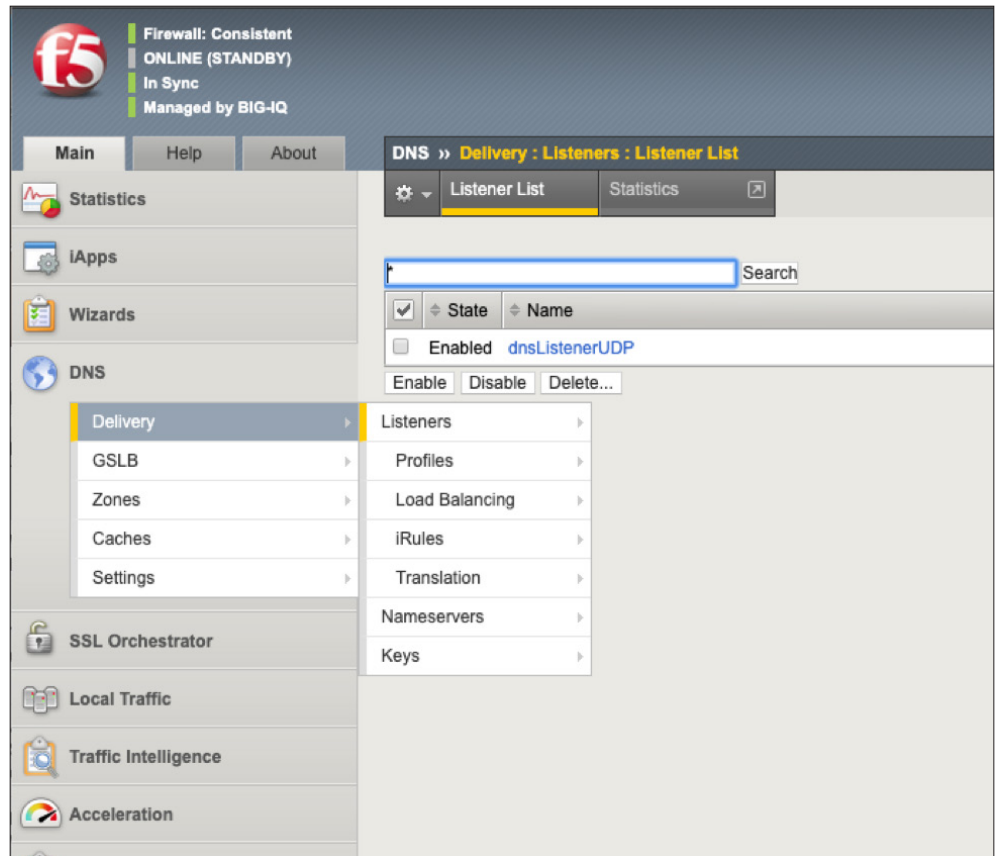 f5
Firewall: Consistent
ONLINE (STANDBY)
In Sync
Managed by BIG-IQ
Main Help About
DNS » Delivery : Listeners : Listener List
Listener List Statistics
Statistics
iApps
* Search
Wizards
State Name
Enabled dnsListenerUDP
DNS
Enable Disable Delete...
Delivery
GSLB
Zones
Caches
Settings
Listeners
Profiles
Load Balancing
iRules
Translation
Nameservers
Keys
SSL Orchestrator
Local Traffic
Traffic Intelligence
Acceleration